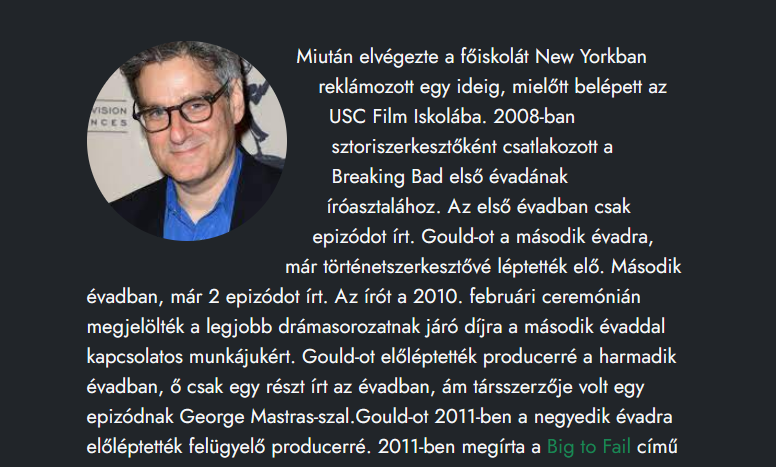 VISION
NCES
Miután elvégezte a főiskolát New Yorkban
reklámozott egy ideig, mielőtt belépett az
USC Film Iskolába. 2008-ban
sztoriszerkesztőként csatlakozott a
Breaking Bad első évadának
íróasztalához. Az első évadban csak
epizódot írt. Gould-ot a második évadra,
már történetszerkesztővé léptették elő. Második
évadban, már 2 epizódot írt. Az írót a 2010. februári ceremónián
megjelölték a legjobb drámasorozatnak járó díjra a második évaddal
kapcsolatos munkájukért. Gould-ot előléptették producerré a harmadik
évadban, ő csak egy részt írt az évadban, ám társszerzője volt egy
epizódnak George Mastras-szal.Gould-ot 2011-ben a negyedik évadra
előléptették felügyelő producerré. 2011-ben megírta a Big to Fail című